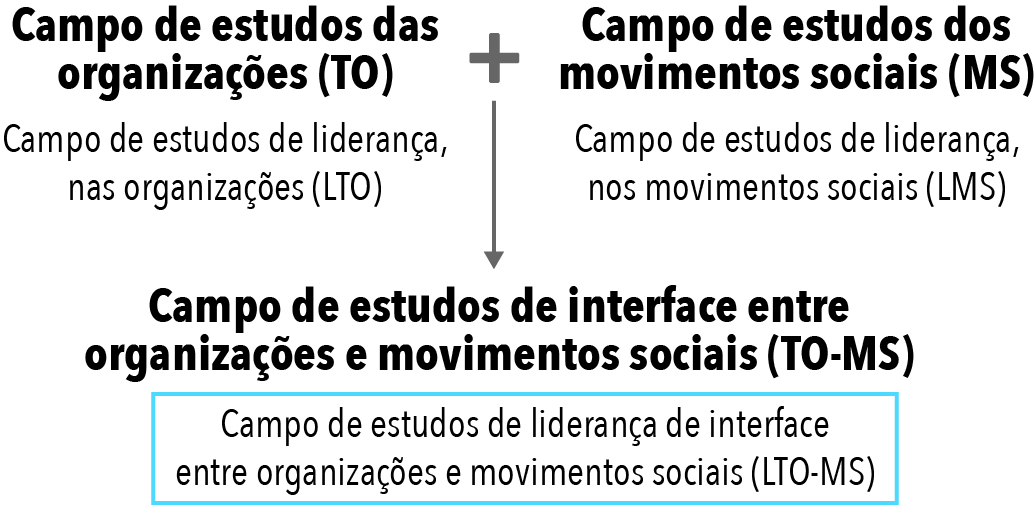 Campo de estudos das
organizações (TO)
+
Campo de estudos dos
movimentos sociais (MS)
Campo de estudos de liderança,
nas organizações (LTO)
Campo de estudos de liderança,
nos movimentos sociais (LMS)
Campo de estudos de interface entre
organizações e movimentos sociais (TO-MS)
Campo de estudos de liderança de interface
entre organizações e movimentos sociais (LTO-MS)